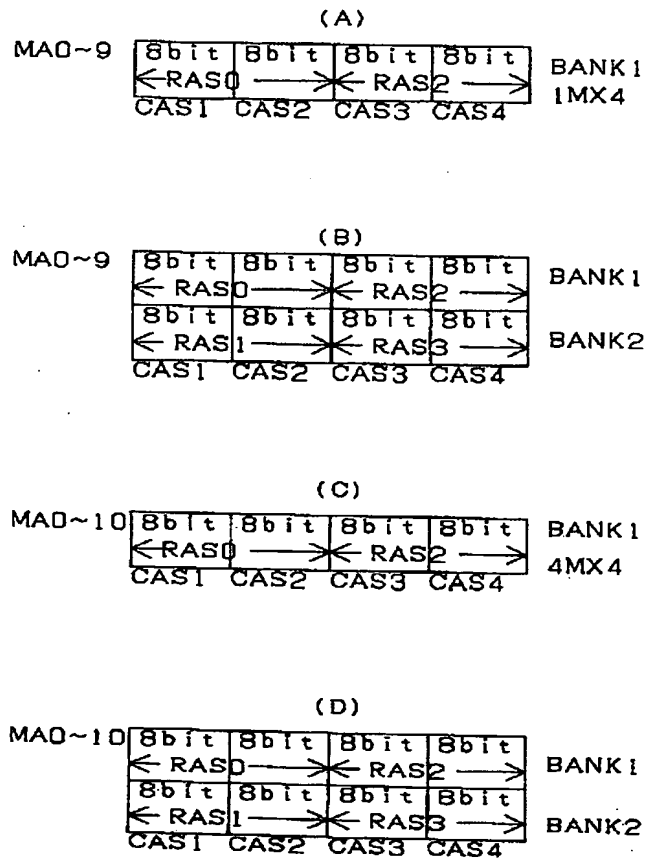 (A)
MA0~9 8bit 8bit 8bit 8bit BANK1
RAS0 RAS2 1MX4
CAS1 CAS2 CAS3 CAS4
(B)
MA0~9 8bit 8bit 8bit 8bit BANK1
RAS0 RAS2
8bit 8bit 8bit 8bit BANK2
RAS1 RAS3
CAS1 CAS2 CAS3 CAS4
(C)
MA0~10 8bit 8bit 8bit 8bit BANK1
RAS0 RAS2 4MX4
CAS1 CAS2 CAS3 CAS4
(D)
MA0~10 8bit 8bit 8bit 8bit BANK1
RAS0 RAS2
8bit 8bit 8bit 8bit BANK2
RAS1 RAS3
CAS1 CAS2 CAS3 CAS4